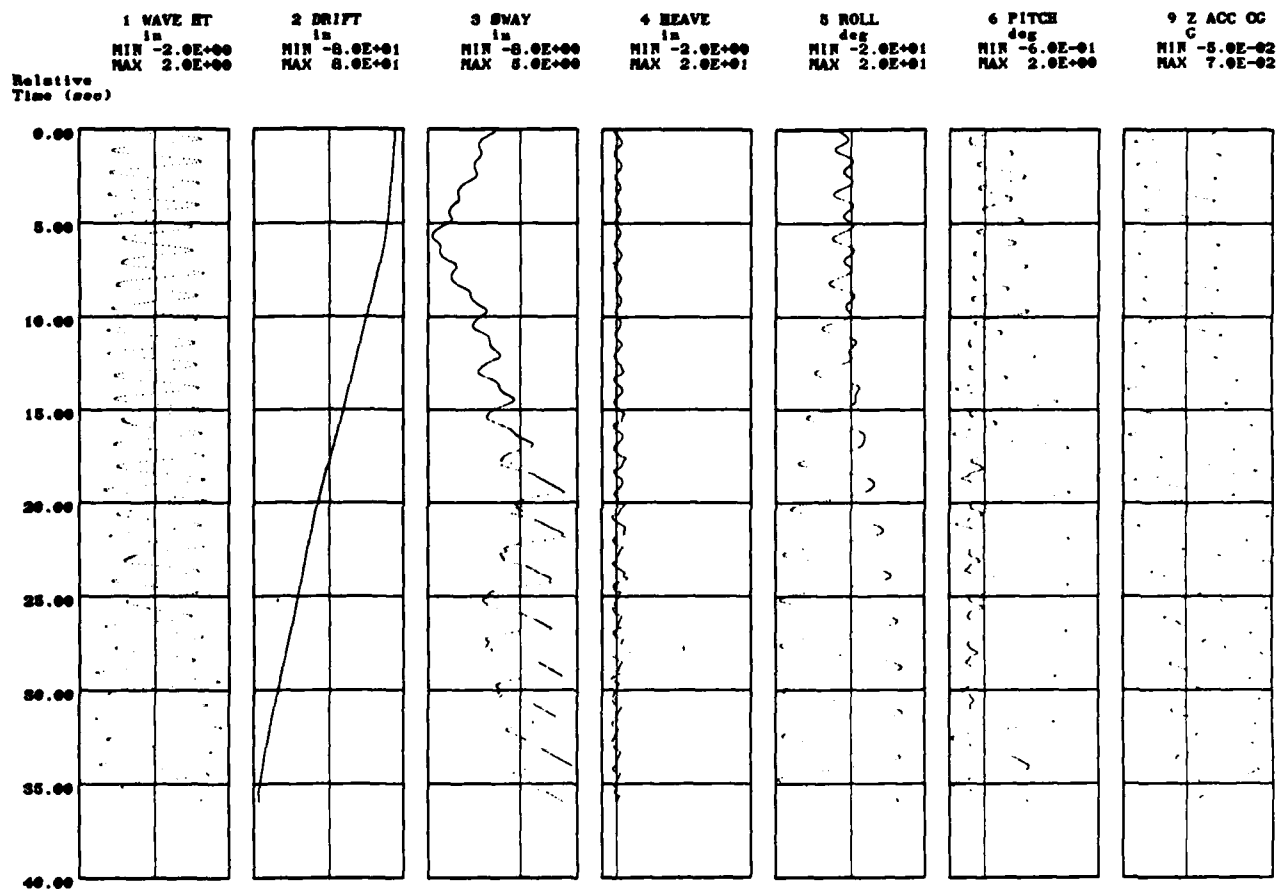 1 WAVE HT 2 DRIFT 3 SWAY 4 HEAVE 5 ROLL 6 PITCH 9 Z ACC CG
in in in in deg deg G
MIN -2.0E+00 MIN -8.0E+01 MIN -8.0E+00 MIN -2.0E+00 MIN -2.0E+01 MIN -6.0E-01 MIN -5.0E-02
MAX 2.0E+00 MAX 8.0E+01 MAX 8.0E+00 MAX 2.0E+01 MAX 2.0E+01 MAX 2.0E+00 MAX 7.0E-02
Relative
Time (sec)
0.00
5.00
10.00
15.00
20.00
25.00
30.00
35.00
40.00